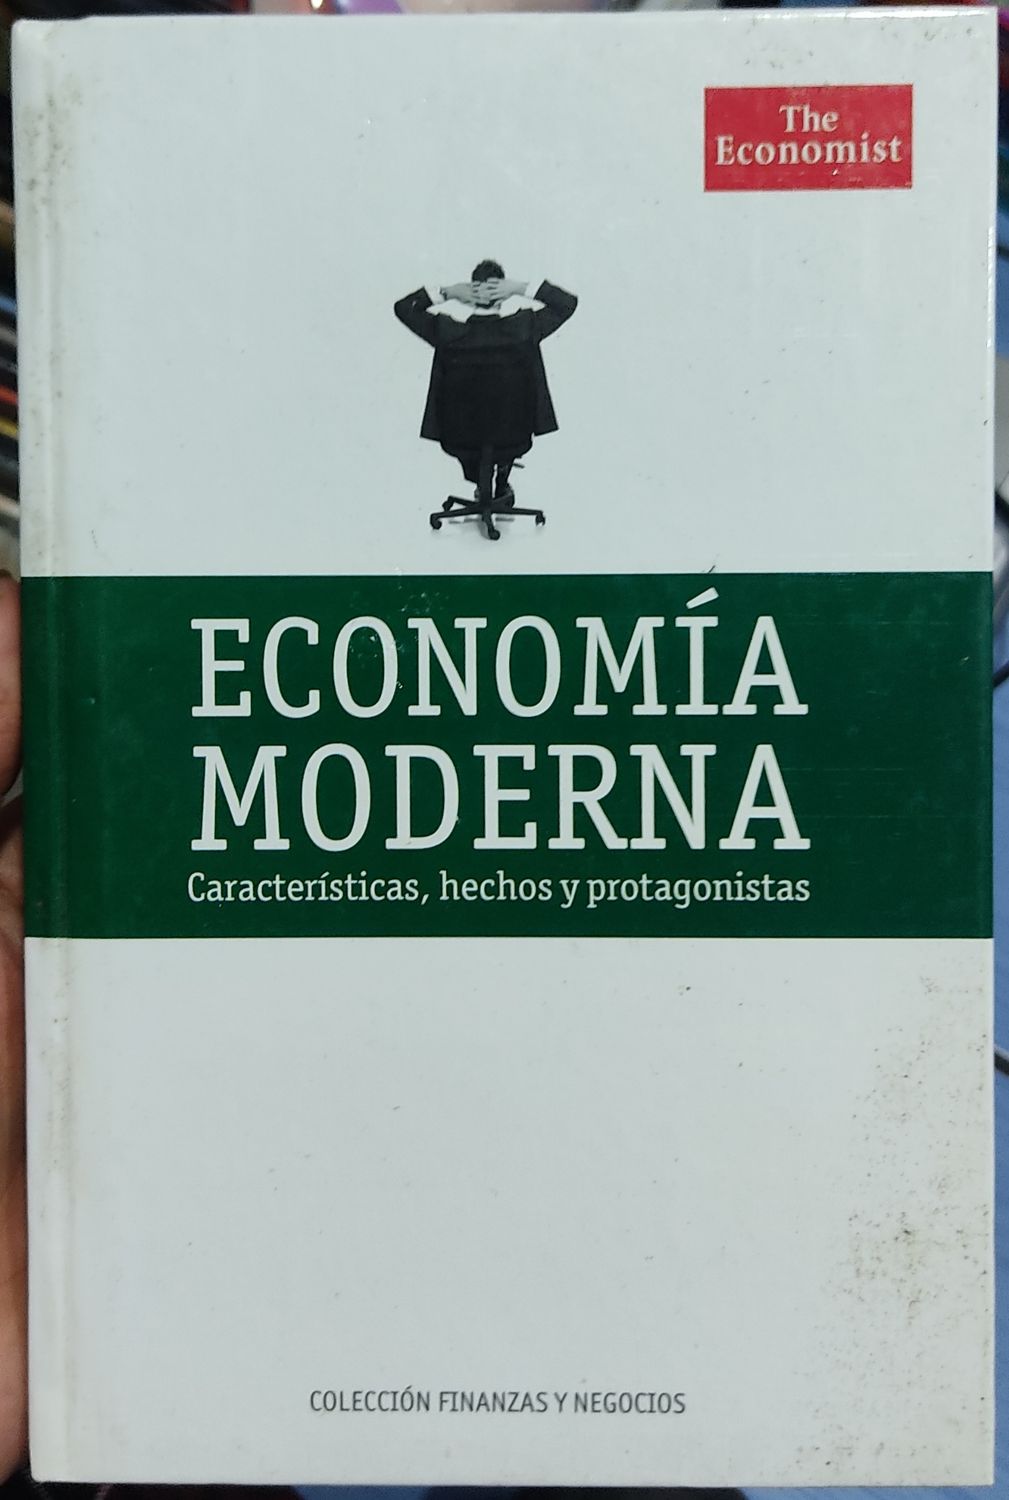 The
Economist
ECONOMÍA
MODERNA
Características, hechos y protagonistas
COLECCIÓN FINANZAS Y NEGOCIOS